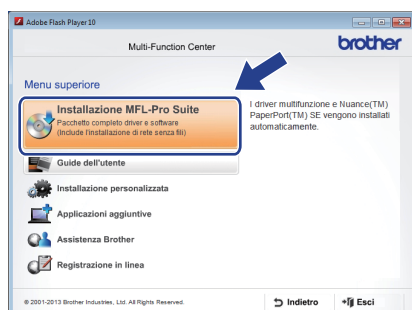 Adobe Flash Player 10
Multi-Function Center
brother
Menu superiore
Installazione MFL-Pro Suite
Pacchetto completo driver e software
(Include l'installazione di rete senza fili)
I driver multifunzione e Nuance(TM)
PaperPort(TM) SE vengono installati
automaticamente.
Guide dell'utente
Installazione personalizzata
Applicazioni aggiuntive
Assistenza Brother
Registrazione in linea
© 2001-2013 Brother Industries, Ltd. All Rights Reserved.
Indietro
Esci